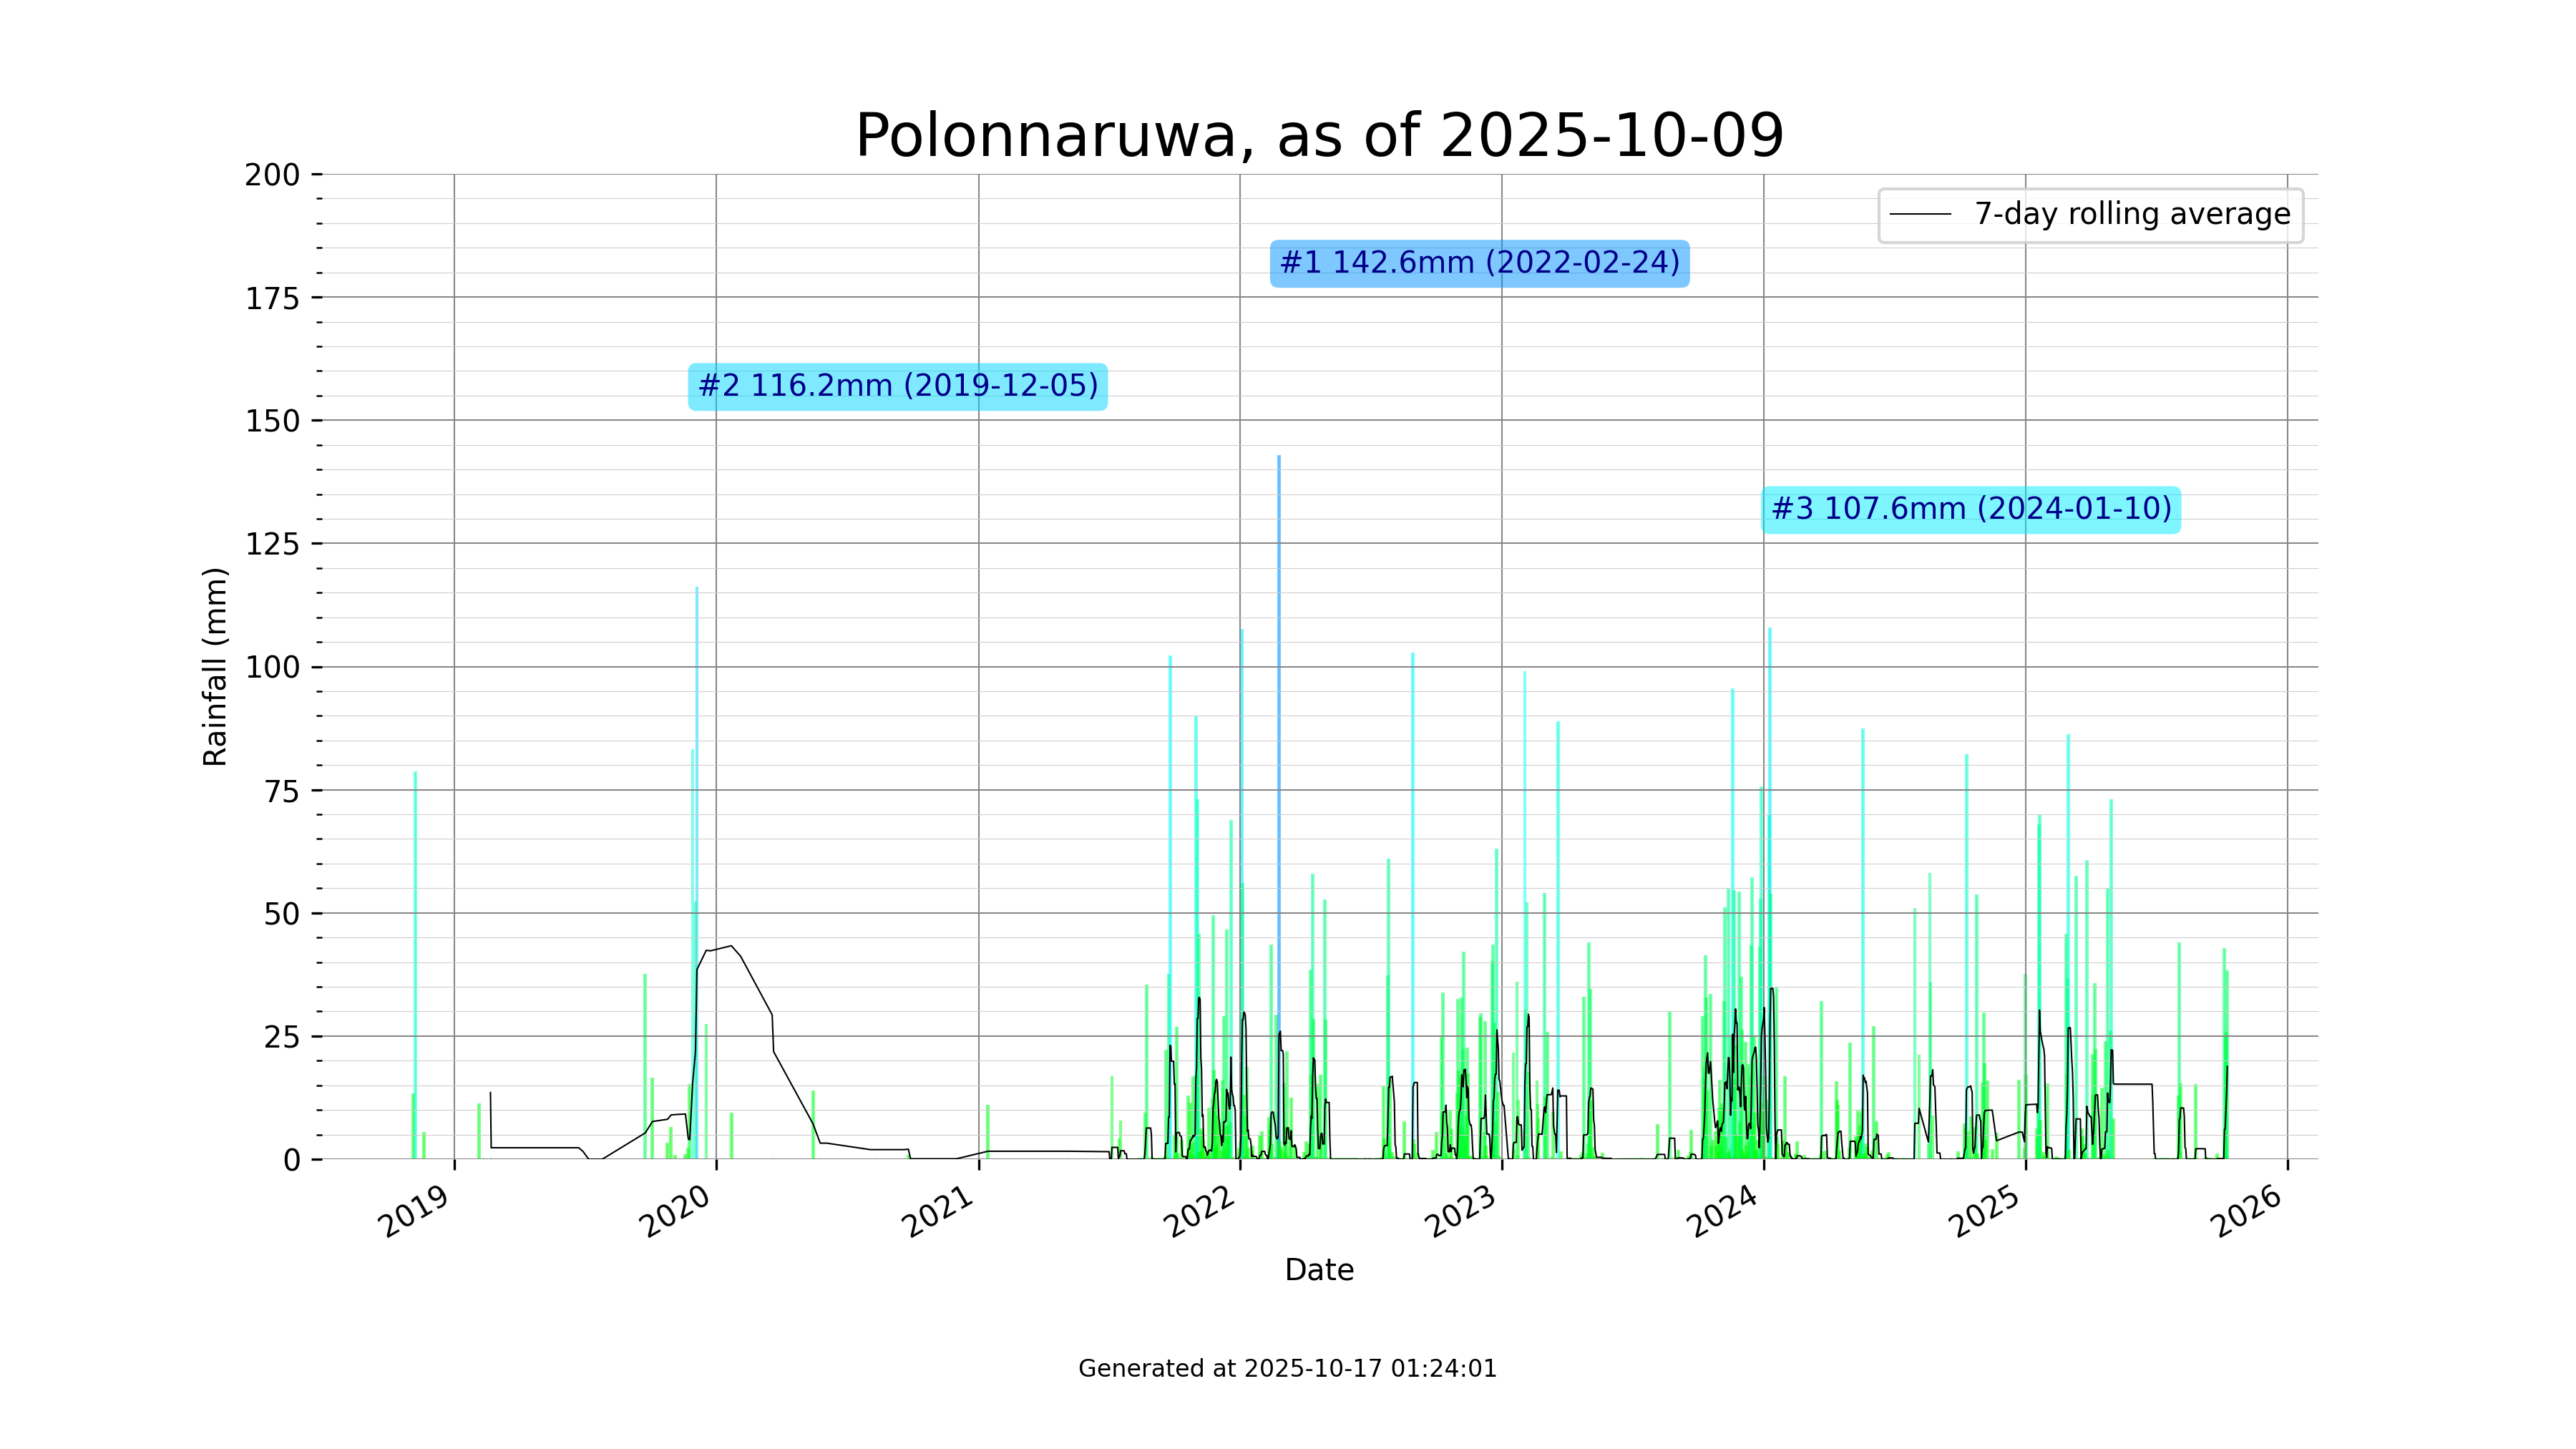 Polonnaruwa, as of 2025-10-09
200
175
150
125
100
75
50
25
0
Rainfall (mm)
7-day rolling average
#1 142.6mm (2022-02-24)
#2 116.2mm (2019-12-05)
#3 107.6mm (2024-01-10)
2019
2020
2021
2022
2023
2024
2025
2026
Date
Generated at 2025-10-17 01:24:01